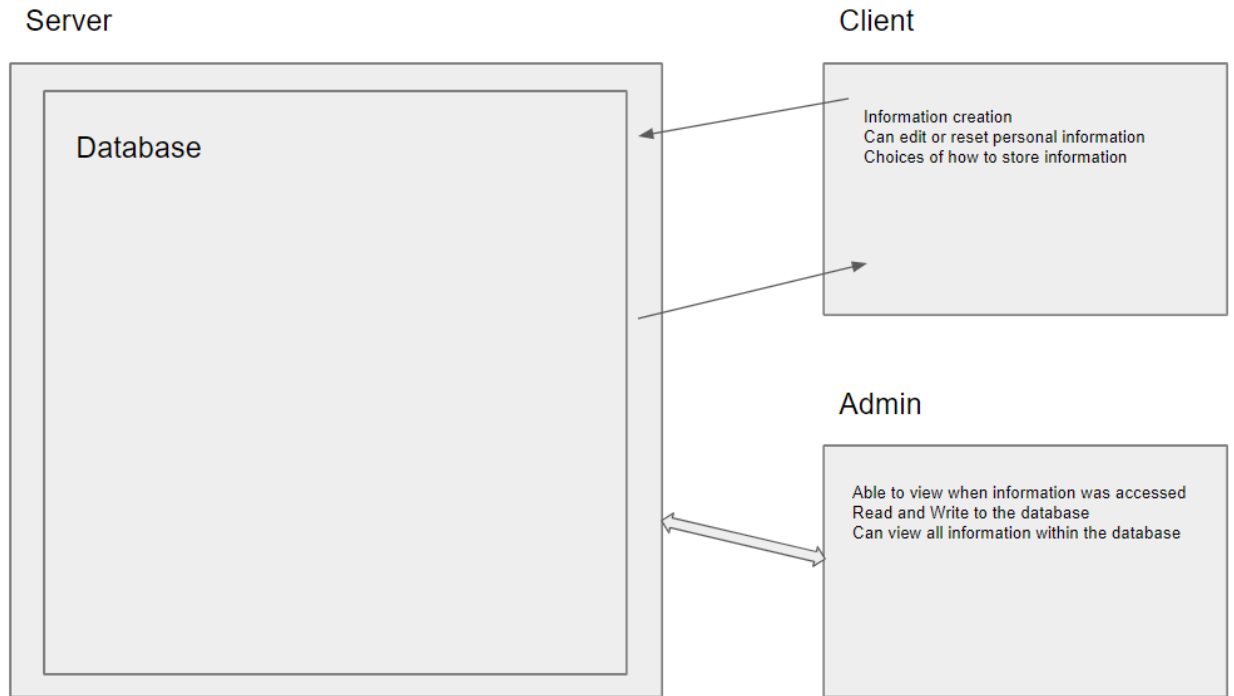 Server
Database
Client
Information creation
Can edit or reset personal information
Choices of how to store information
Admin
Able to view when information was accessed
Read and Write to the database
Can view all information within the database